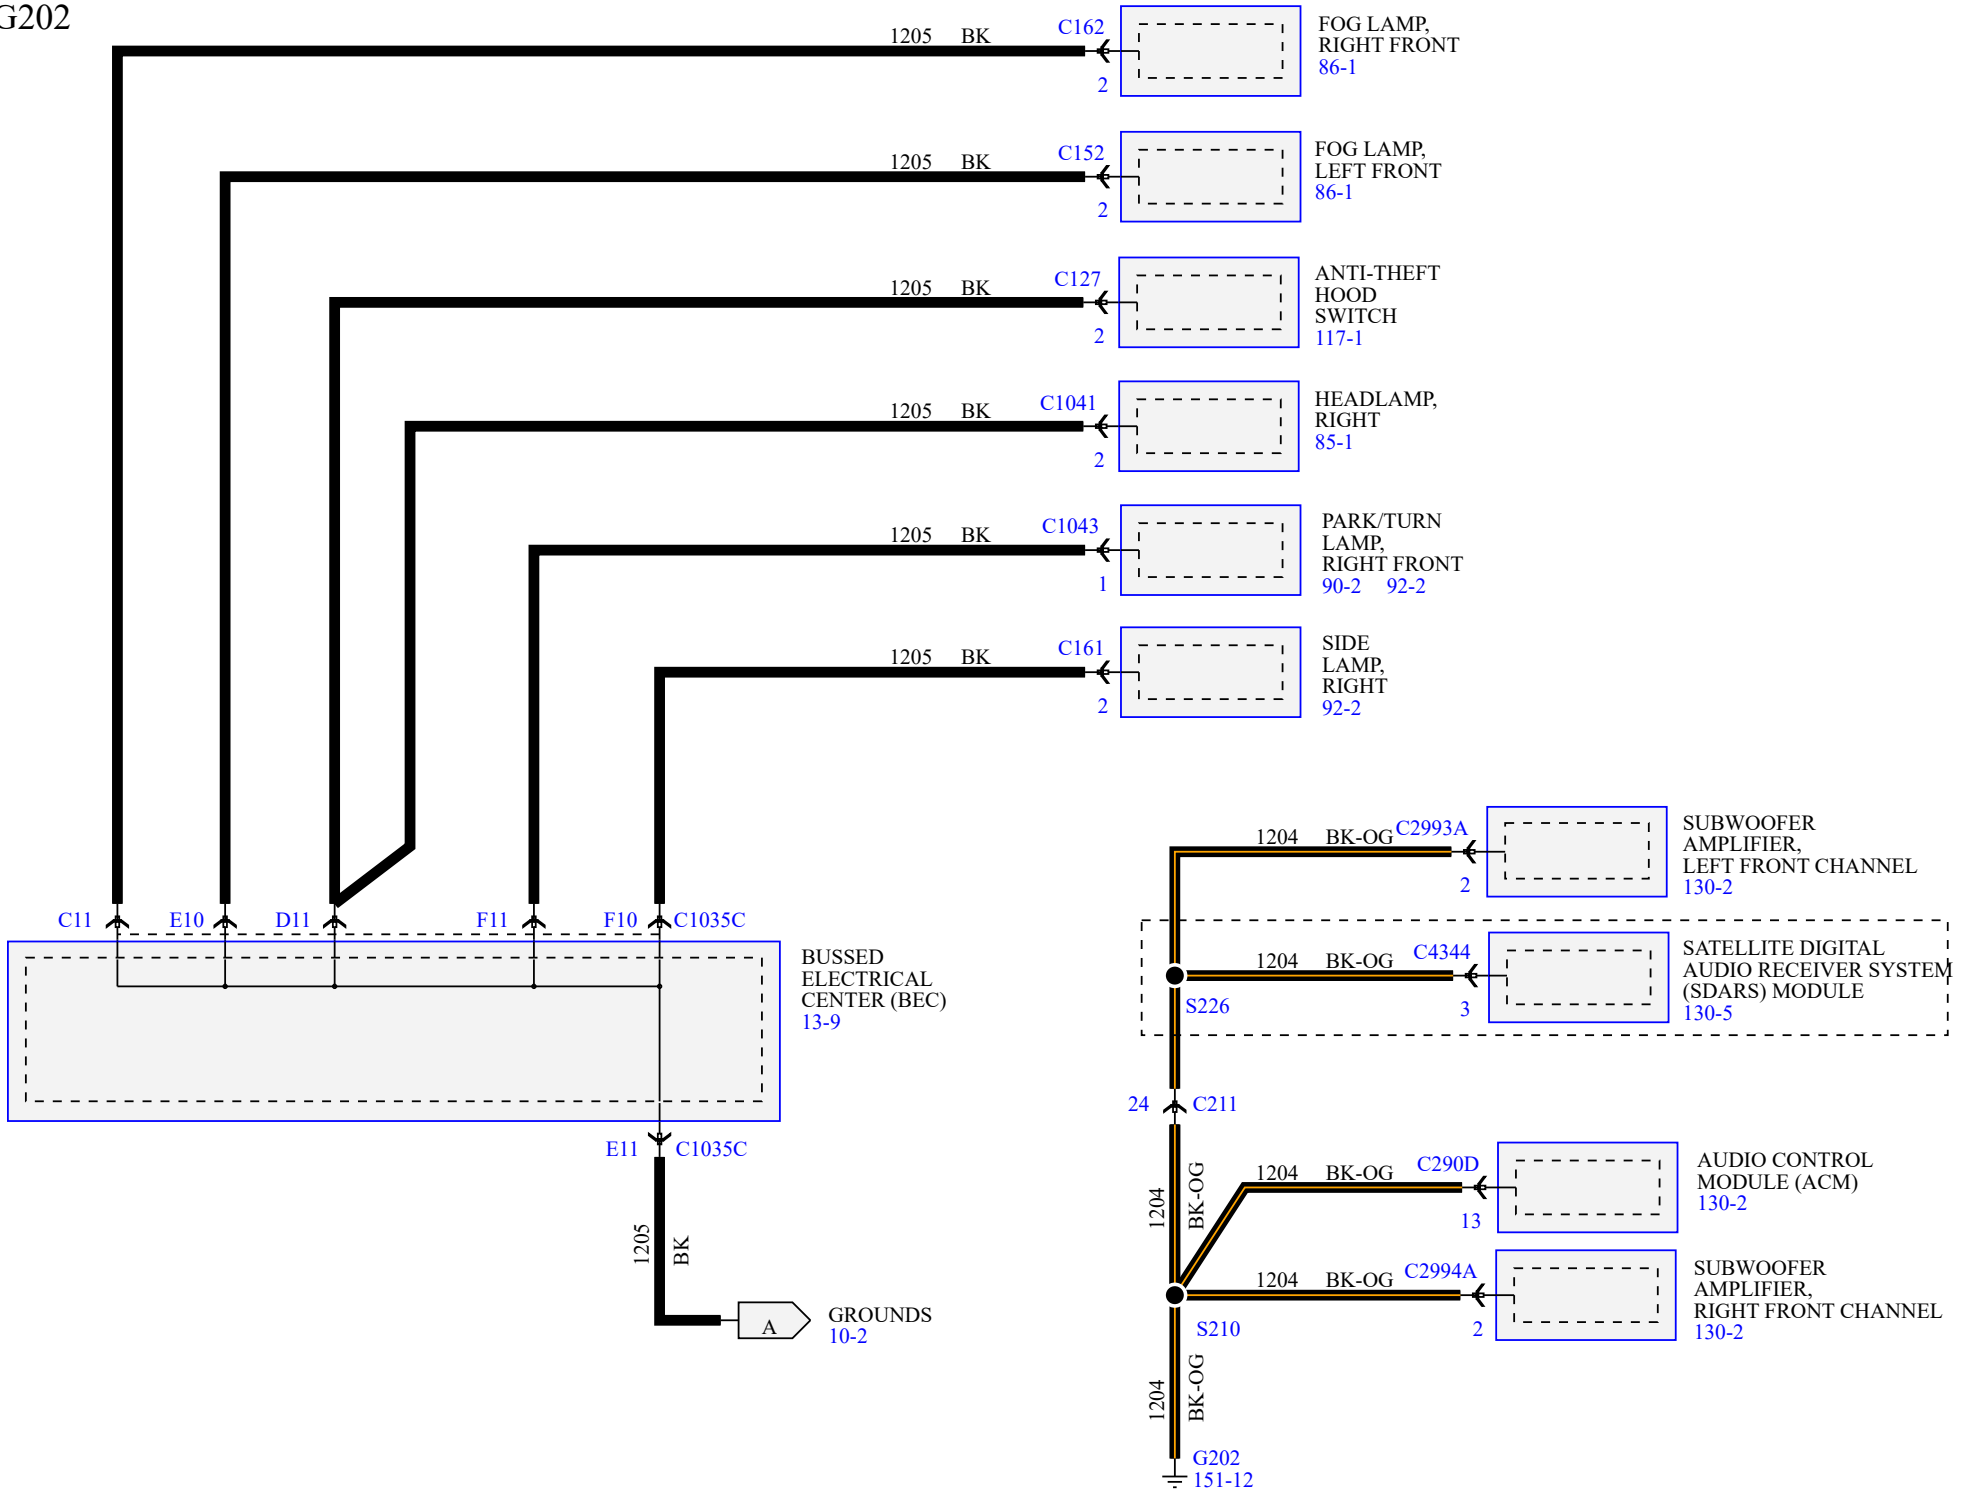 G202
1205 BK
C162
2
FOG LAMP,
RIGHT FRONT
86-1
1205 BK
C152
2
FOG LAMP,
LEFT FRONT
86-1
1205 BK
C127
2
ANTI-THEFT
HOOD
SWITCH
117-1
1205 BK
C1041
2
HEADLAMP,
RIGHT
85-1
1205 BK
C1043
1
PARK/TURN
LAMP,
RIGHT FRONT
90-2 92-2
1205 BK
C161
2
SIDE
LAMP,
RIGHT
92-2
C11 E10 D11 F11 F10 C1035C
BUSSED
ELECTRICAL
CENTER (BEC)
13-9
E11 C1035C
1205
BK
A
GROUNDS
10-2
1204 BK-OG
C2993A
2
SUBWOOFER
AMPLIFIER,
LEFT FRONT CHANNEL
130-2
1204 BK-OG
C4344
3
S226
SATELLITE DIGITAL
AUDIO RECEIVER SYSTEM
(SDARS) MODULE
130-5
24 C211
1204
BK-OG
1204 BK-OG
C290D
13
AUDIO CONTROL
MODULE (ACM)
130-2
1204 BK-OG
C2994A
2
S210
SUBWOOFER
AMPLIFIER,
RIGHT FRONT CHANNEL
130-2
1204
BK-OG
G202
151-12